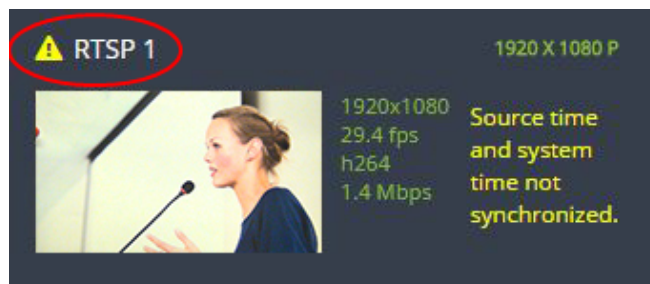 RTSP 1
1920 X 1080 P
1920x1080
29.4 fps
h264
1.4 Mbps
Source time
and system
time not
synchronized.